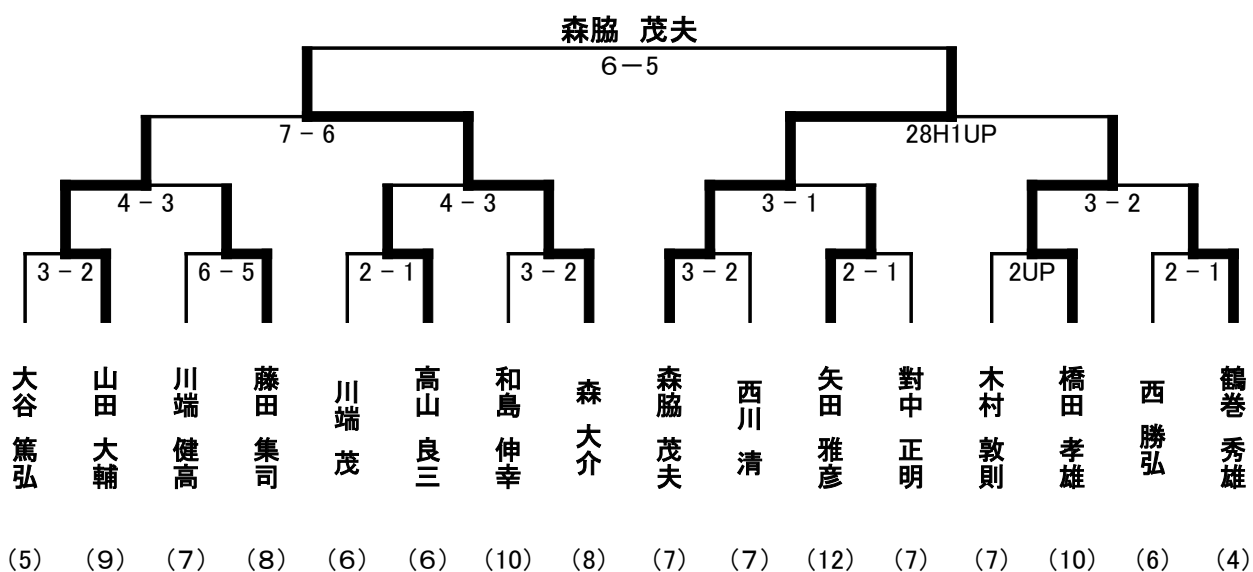 森脇 茂夫
6-5
7-6
28H1UP
4-3
4-3
3-1
3-2
3-2
6-5
2-1
3-2
3-2
2-1
2UP
2-1
大谷 篤弘
山田 大輔
川端 健高
藤田 集司
川端 茂
高山 良三
和島 伸幸
森 大介
森脇 茂夫
西川 清
矢田 雅彦
對中 正明
木村 敦則
橋田 孝雄
西 勝弘
鶴巻 秀雄
(5)
(9)
(7)
(8)
(6)
(6)
(10)
(8)
(7)
(7)
(12)
(7)
(7)
(10)
(6)
(4)